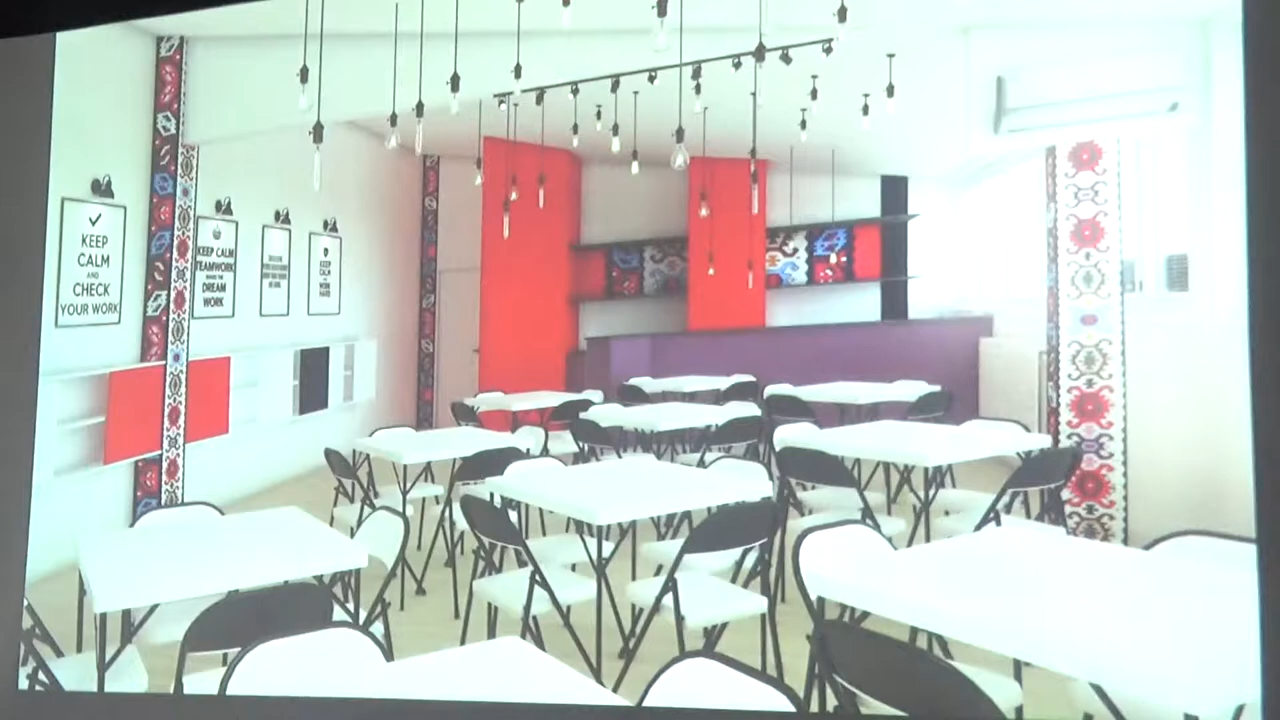 KEEP
CALM
AND
CHECK
YOUR WORK
KEEP CALM
TEAMWORK
MAKES THE
DREAM
WORK
KEEP
CALM
AND
WORK
HARD